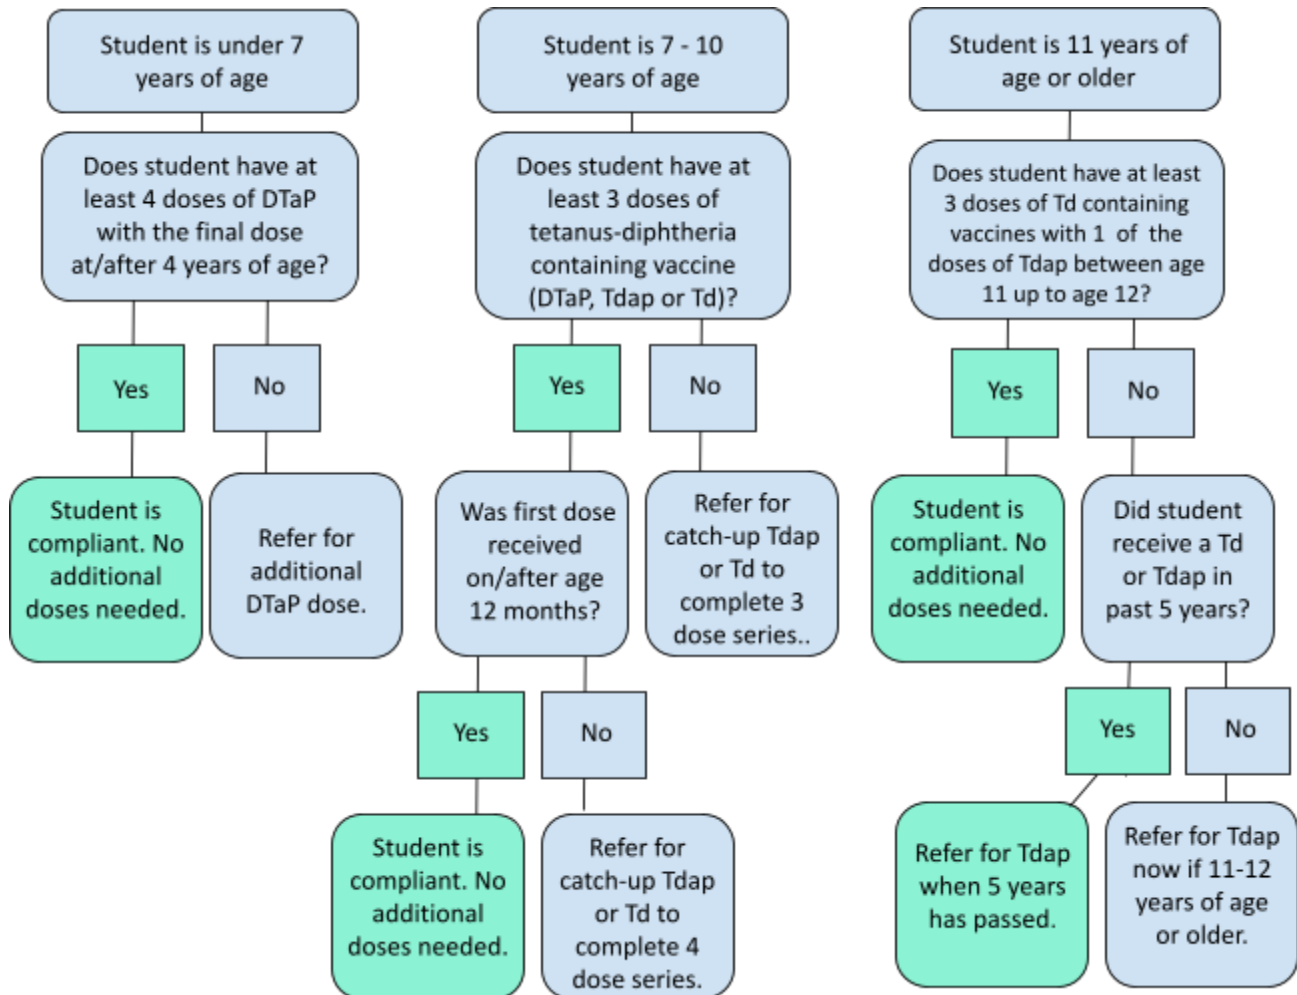 Student is under 7
years of age
Does student have at
least 4 doses of DTaP
with the final dose
at/after 4 years of age?
Yes
No
Student is
compliant. No
additional
doses needed.
Refer for
additional
DTaP dose.
Student is 7 - 10
years of age
Does student have at
least 3 doses of
tetanus-diphtheria
containing vaccine
(DTaP, Tdap or Td)?
Yes
No
Was first dose
received
on/after age
12 months?
Refer for
catch-up Tdap
or Td to
complete 3
dose series..
Yes
No
Student is
compliant. No
additional
doses needed.
Refer for
catch-up Tdap
or Td to
complete 4
dose series.
Student is 11 years of
age or older
Does student have at least
3 doses of Td containing
vaccines with 1 of the
doses of Tdap between age
11 up to age 12?
Yes
No
Student is
compliant. No
additional
doses needed.
Did student
receive a Td
or Tdap in
past 5 years?
Yes
No
Refer for Tdap
when 5 years
has passed.
Refer for Tdap
now if 11-12
years of age
or older.